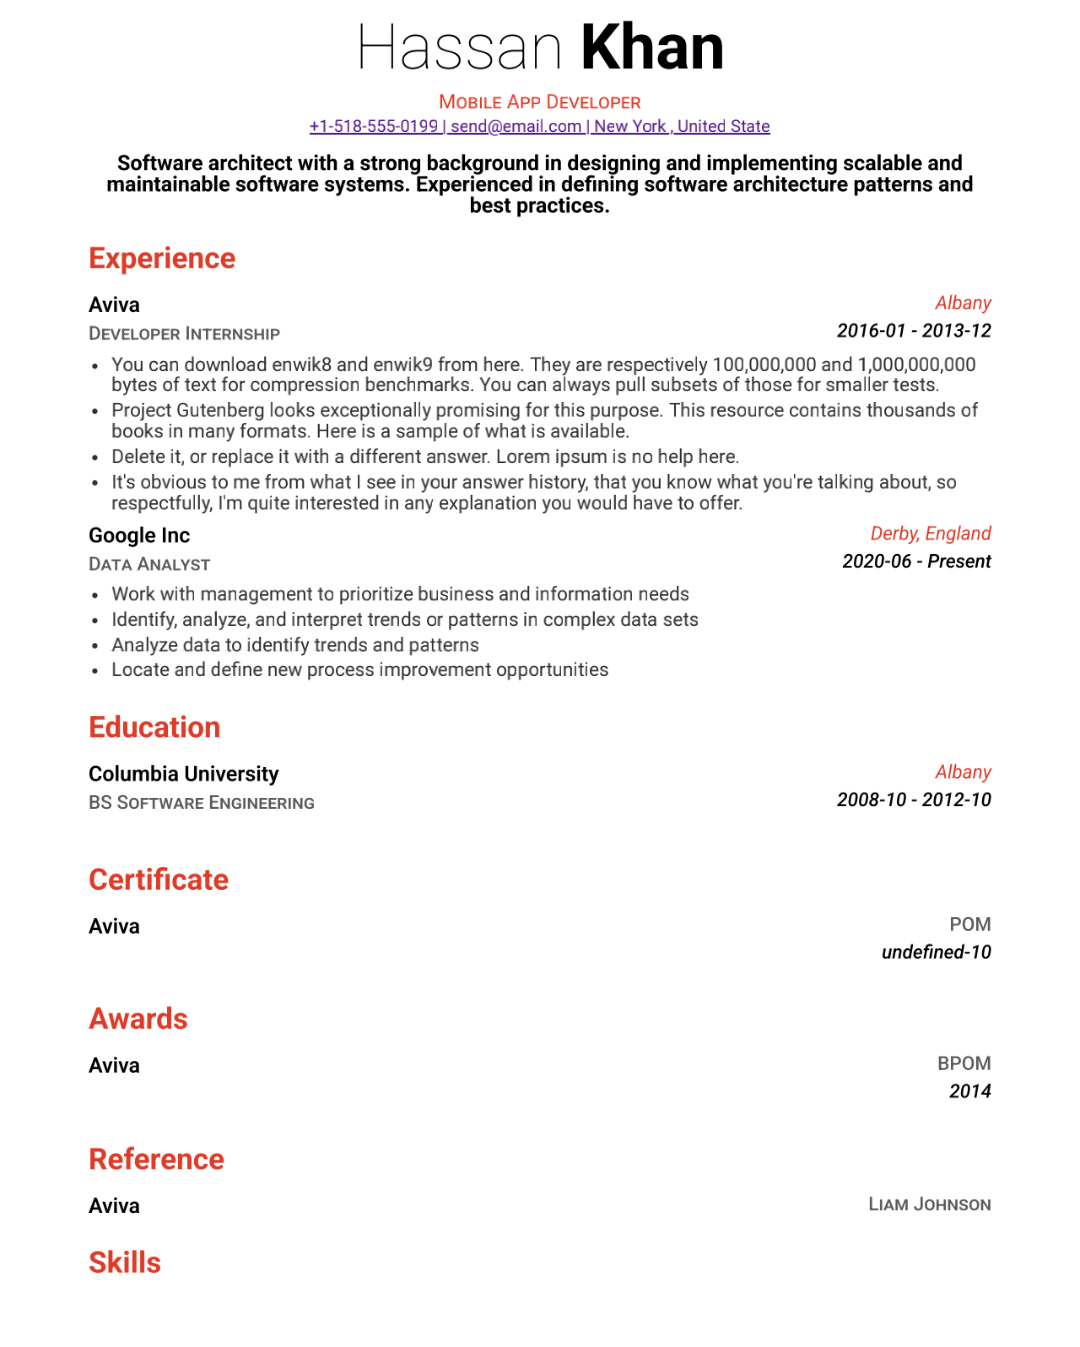 Hassan Khan
Mobile App Developer
+1-518-555-0199 | send@email.com | New York , United State
Software architect with a strong background in designing and implementing scalable and
maintainable software systems. Experienced in defining software architecture patterns and
best practices.
Experience
Aviva
Albany
Developer Internship
2016-01 - 2013-12
• You can download enwik8 and enwik9 from here. They are respectively 100,000,000 and 1,000,000,000
bytes of text for compression benchmarks. You can always pull subsets of those for smaller tests.
• Project Gutenberg looks exceptionally promising for this purpose. This resource contains thousands of
books in many formats. Here is a sample of what is available.
• Delete it, or replace it with a different answer. Lorem ipsum is no help here.
• It's obvious to me from what I see in your answer history, that you know what you're talking about, so
respectfully, I'm quite interested in any explanation you would have to offer.
Google Inc
Derby, England
Data Analyst
2020-06 - Present
• Work with management to prioritize business and information needs
• Identify, analyze, and interpret trends or patterns in complex data sets
• Analyze data to identify trends and patterns
• Locate and define new process improvement opportunities
Education
Columbia University
Albany
BS Software Engineering
2008-10 - 2012-10
Certificate
Aviva
POM
undefined-10
Awards
Aviva
BPOM
2014
Reference
Aviva
Liam Johnson
Skills